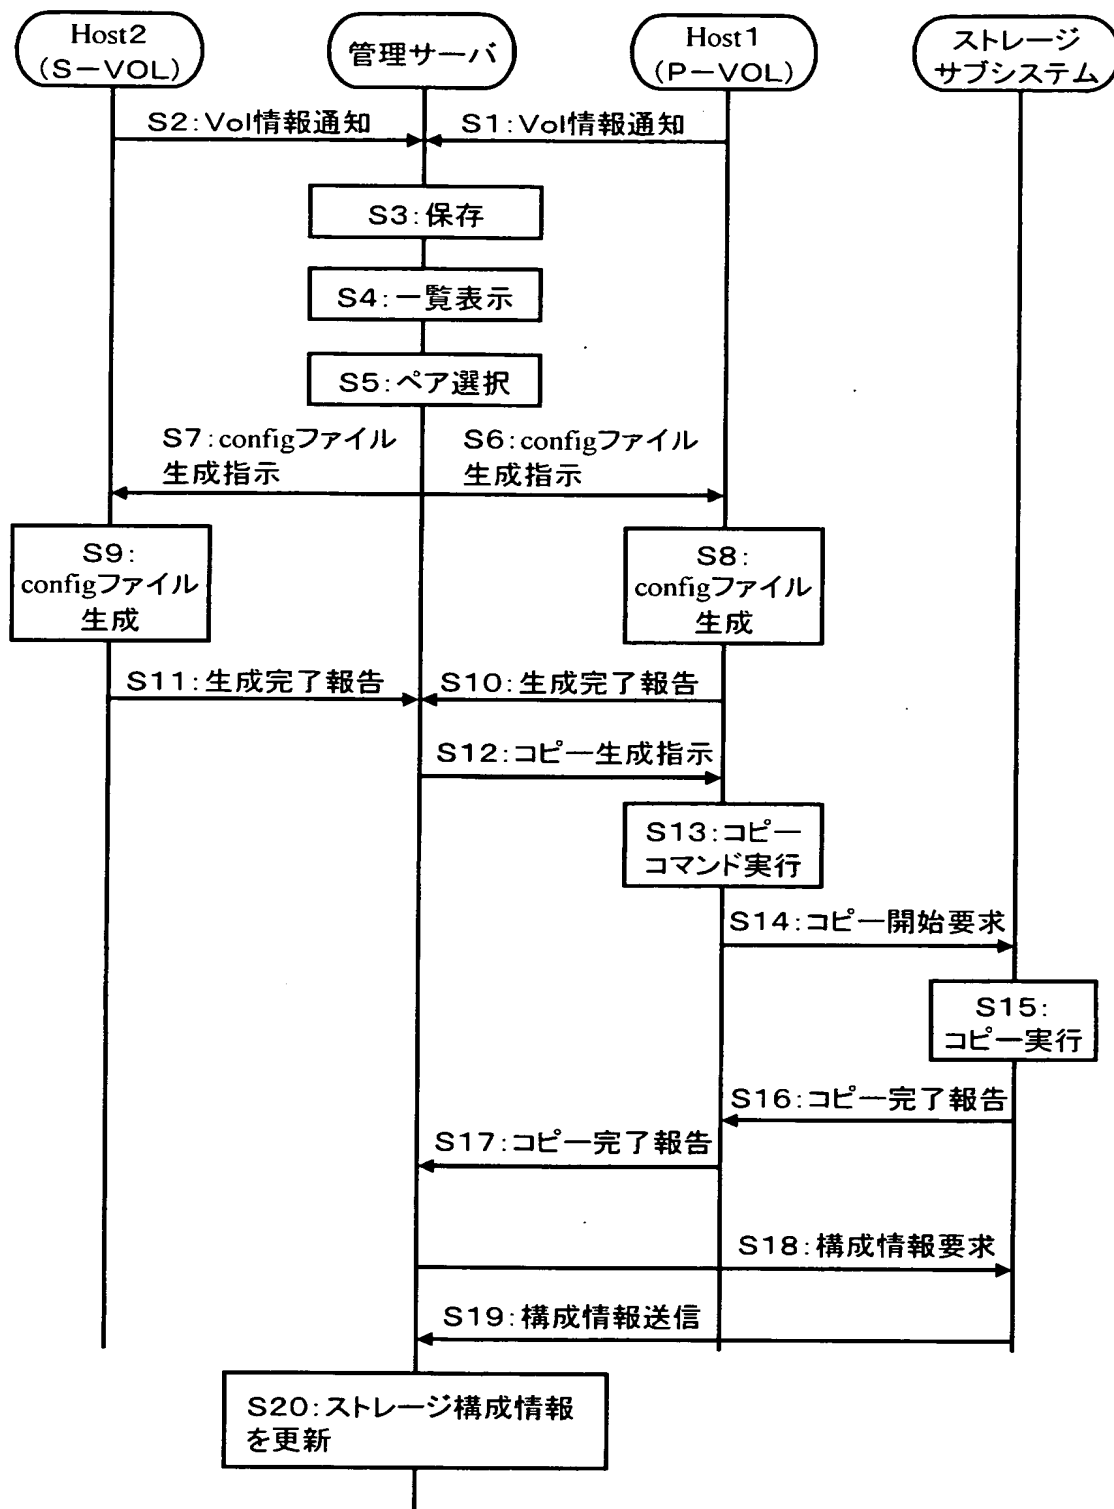 Host2
(S-VOL)
管理サーバ
Host1
(P-VOL)
ストレージ
サブシステム
S2:Vol情報通知
S1:Vol情報通知
S3:保存
S4:一覧表示
S5:ペア選択
S7:configファイル
生成指示
S6:configファイル
生成指示
S9:
configファイル
生成
S8:
configファイル
生成
S11:生成完了報告
S10:生成完了報告
S12:コピー生成指示
S13:コピー
コマンド実行
S14:コピー開始要求
S15:
コピー実行
S16:コピー完了報告
S17:コピー完了報告
S18:構成情報要求
S19:構成情報送信
S20:ストレージ構成情報
を更新